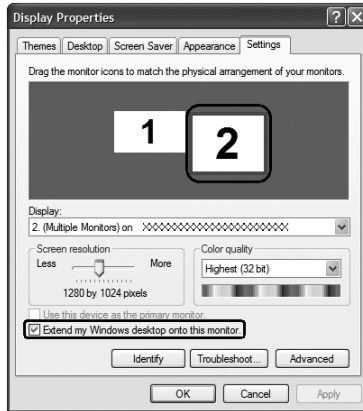 Display Properties
Themes Desktop Screen Saver Appearance Settings
Drag the monitor icons to match the physical arrangement of your monitors.
1 2
Display:
2. (Multiple Monitors) on XXXXXXXXXXXXXXXXXXXXXX
Screen resolution Color quality
Less More Highest (32 bit)
1280 by 1024 pixels
Use this device as the primary monitor.
Extend my Windows desktop onto this monitor.
Identify Troubleshoot... Advanced
OK Cancel Apply